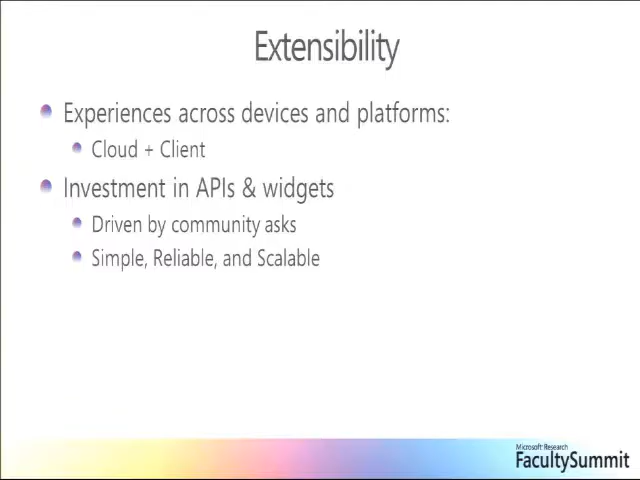 Extensibility
Experiences across devices and platforms:
Cloud + Client
Investment in APIs & widgets
Driven by community asks
Simple, Reliable, and Scalable
Microsoft Research
FacultySummit